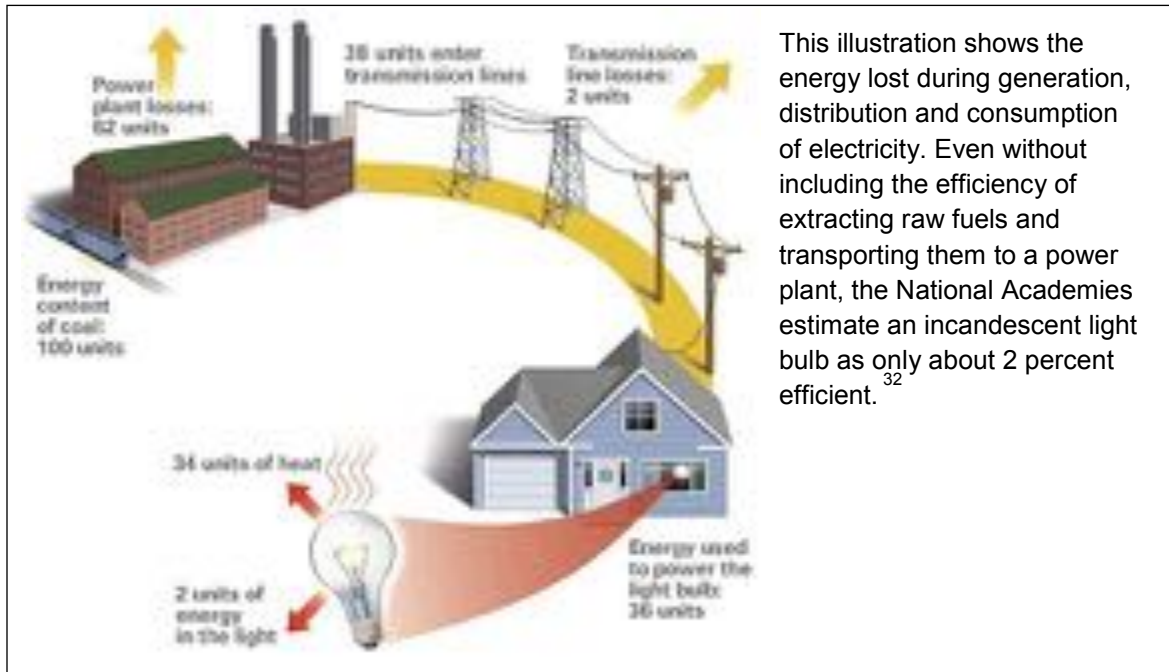 Power
plant losses:
62 units
38 units enter
transmission lines
Transmission
line losses:
2 units
Energy
content
of coal:
100 units
34 units of heat
2 units of
energy
in the light
Energy used
to power the
light bulb:
36 units
This illustration shows the
energy lost during generation,
distribution and consumption
of electricity. Even without
including the efficiency of
extracting raw fuels and
transporting them to a power
plant, the National Academies
estimate an incandescent light
bulb as only about 2 percent
efficient. 32